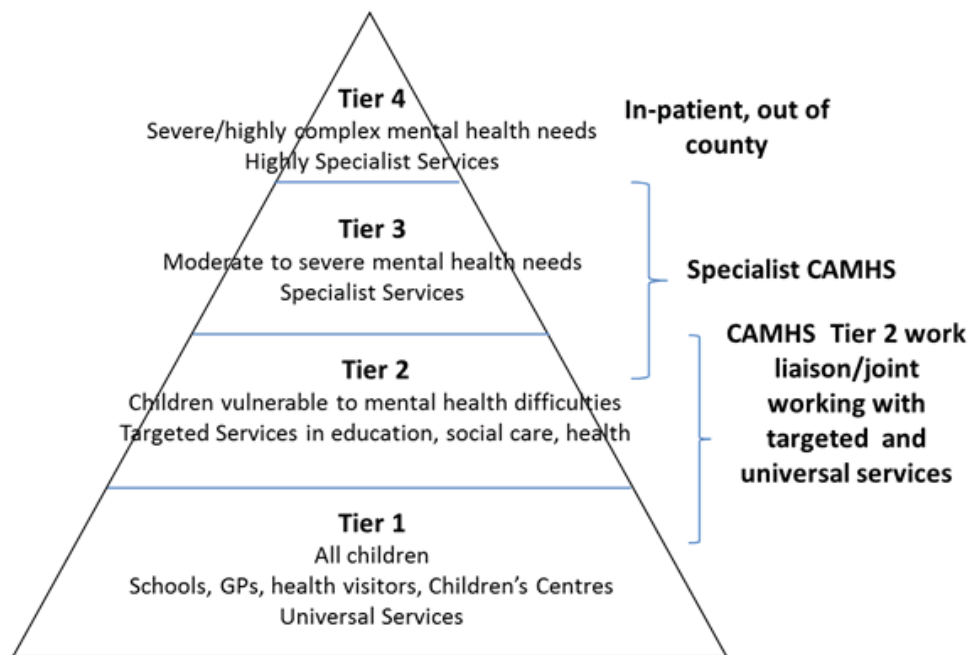 Tier 4
Severe/highly complex mental health needs
Highly Specialist Services
In-patient, out of
county
Tier 3
Moderate to severe mental health needs
Specialist Services
Specialist CAMHS
Tier 2
Children vulnerable to mental health difficulties
Targeted Services in education, social care, health
CAMHS Tier 2 work
liaison/joint
working with
targeted and
universal services
Tier 1
All children
Schools, GPs, health visitors, Children's Centres
Universal Services